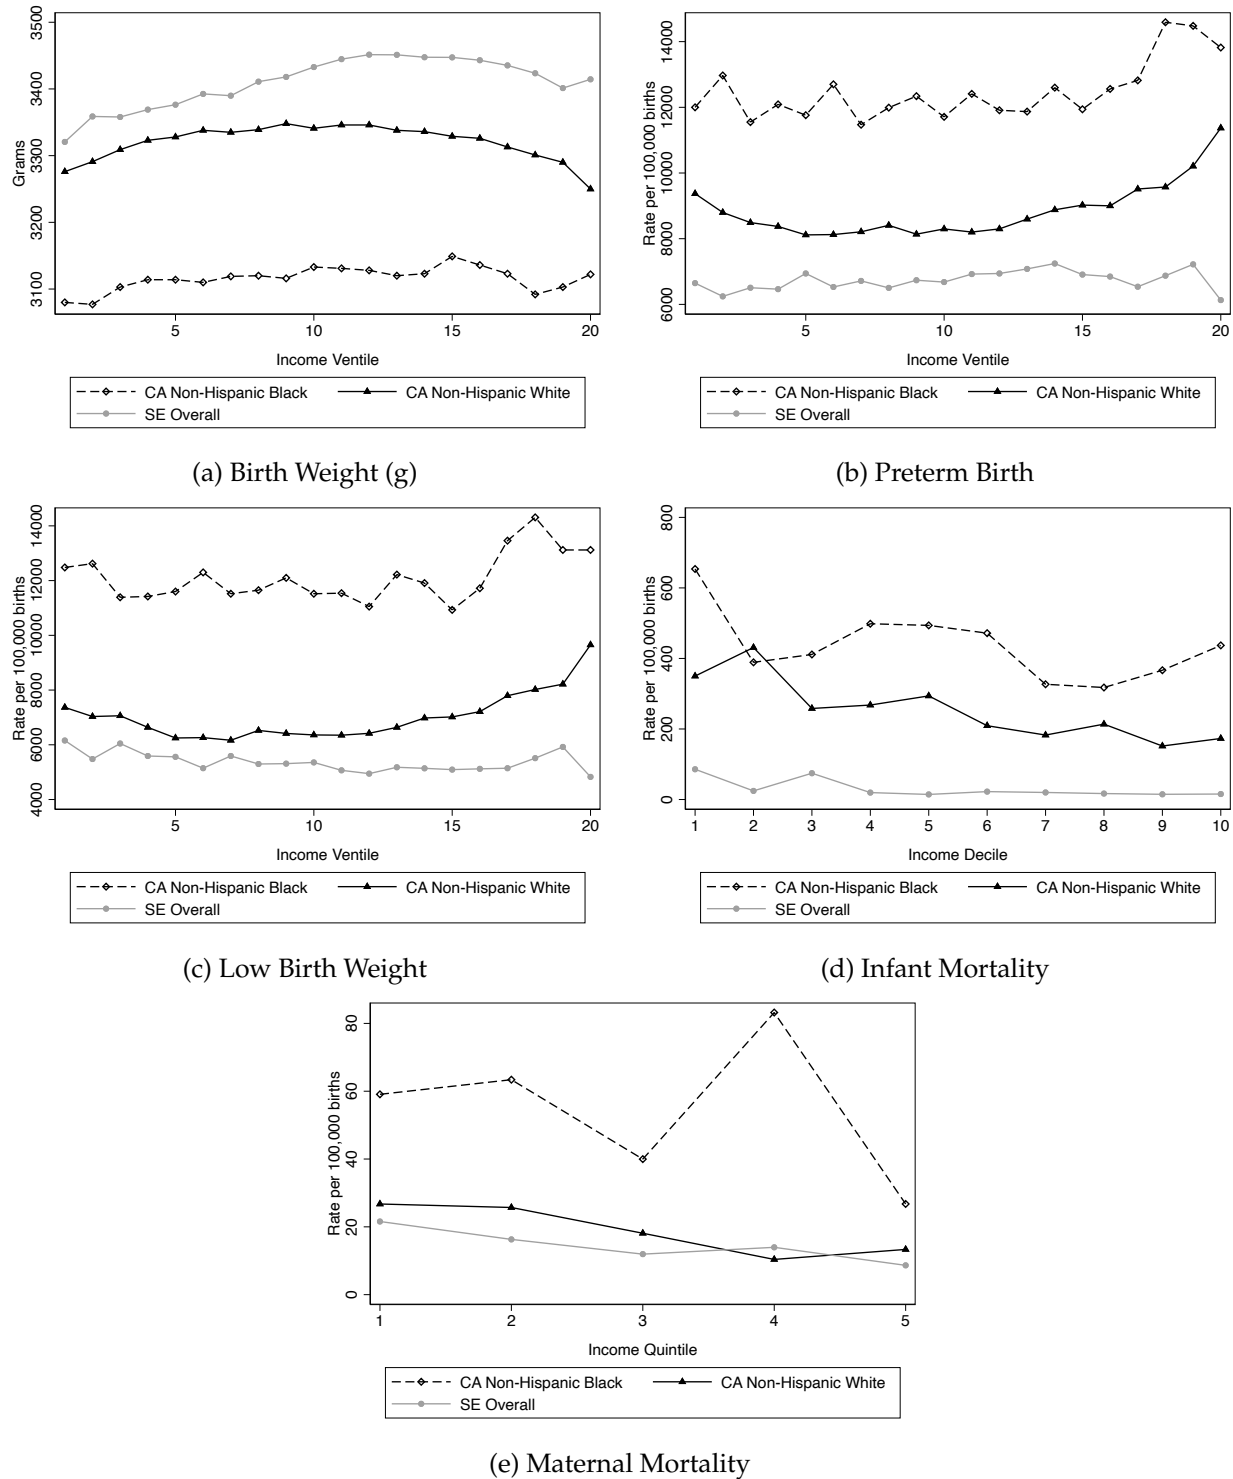 Grams
3100 3200 3300 3400 3500
5 10 15 20
Income Ventile
CA Non-Hispanic Black CA Non-Hispanic White
SE Overall
(a) Birth Weight (g)
Rate per 100,000 births
6000 8000 10000 12000 14000
5 10 15 20
Income Ventile
CA Non-Hispanic Black CA Non-Hispanic White
SE Overall
(b) Preterm Birth
Rate per 100,000 births
4000 6000 8000 10000 12000 14000
5 10 15 20
Income Ventile
CA Non-Hispanic Black CA Non-Hispanic White
SE Overall
(c) Low Birth Weight
Rate per 100,000 births
0 200 400 600 800
1 2 3 4 5 6 7 8 9 10
Income Decile
CA Non-Hispanic Black CA Non-Hispanic White
SE Overall
(d) Infant Mortality
Rate per 100,000 births
0 20 40 60 80
1 2 3 4 5
Income Quintile
CA Non-Hispanic Black CA Non-Hispanic White
SE Overall
(e) Maternal Mortality